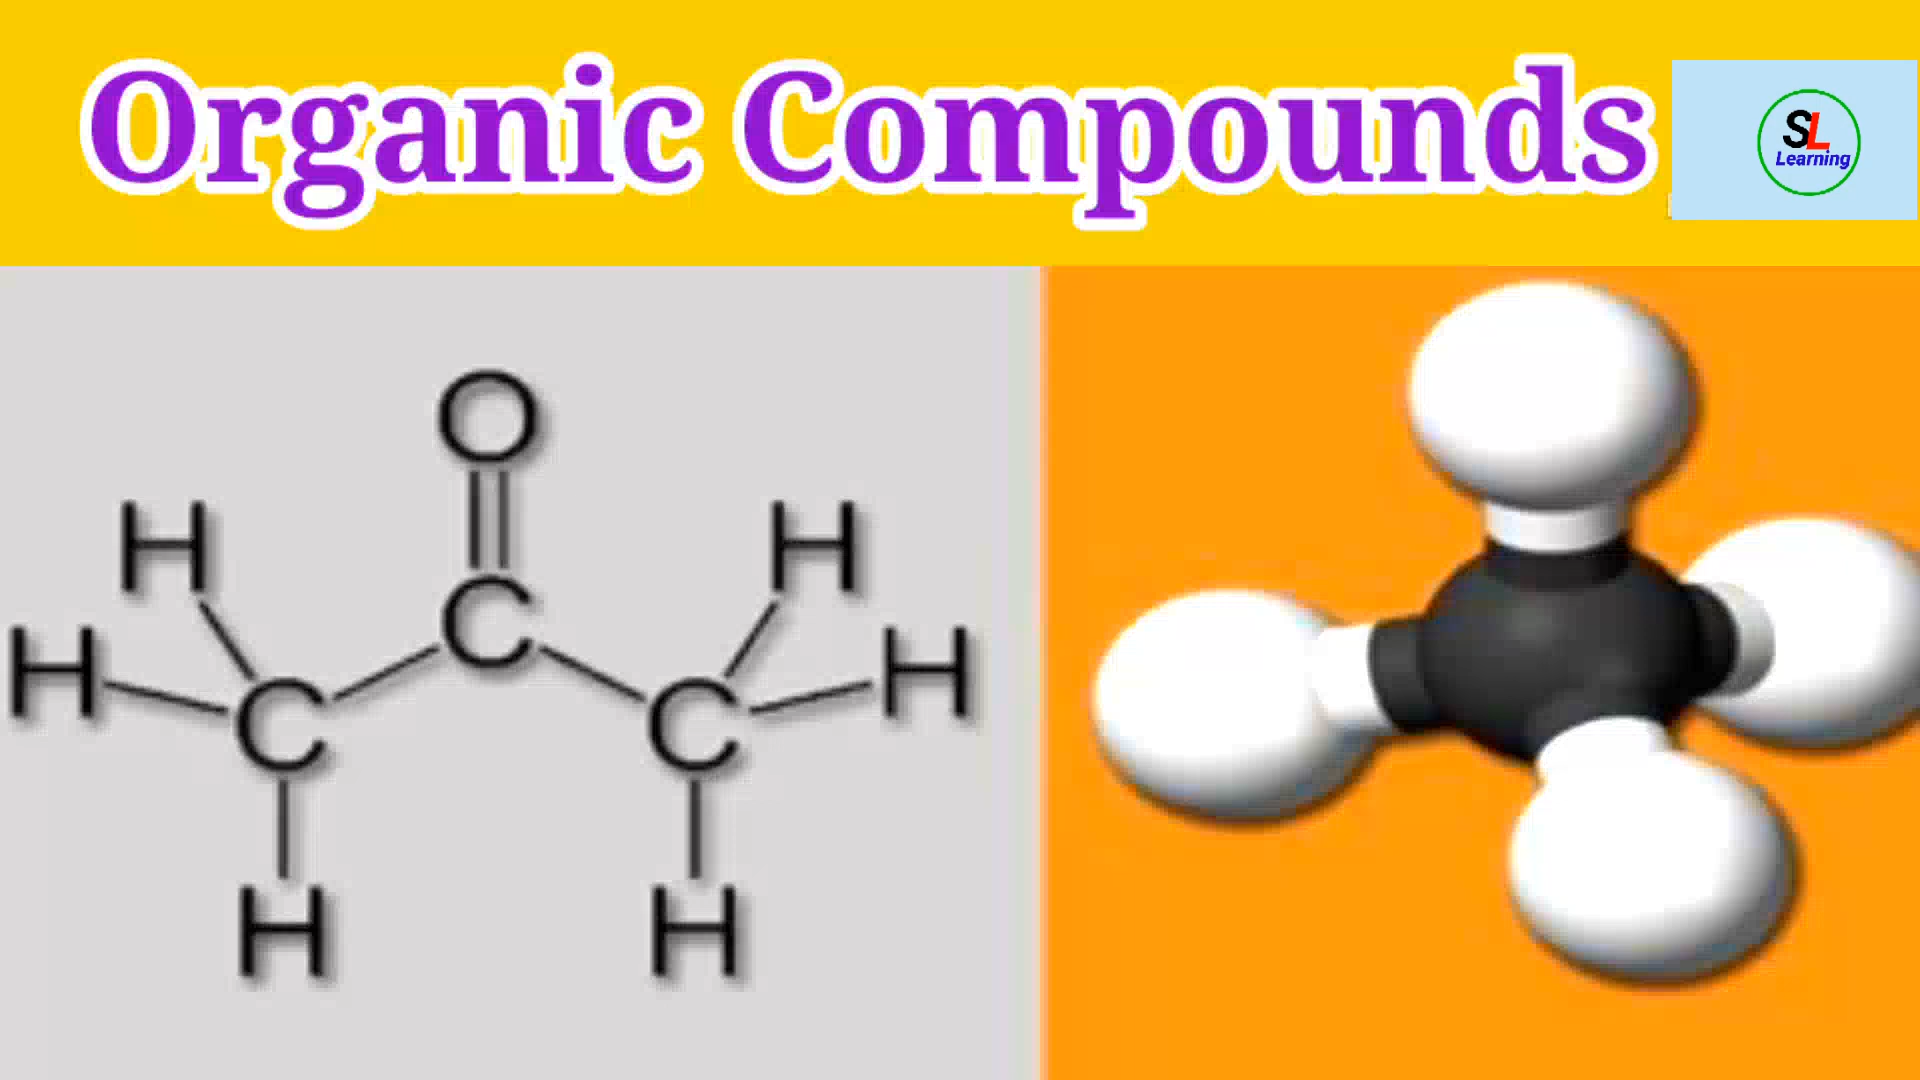 Organic Compounds
SL
Learning
O
H H
C
H H
C C
H H